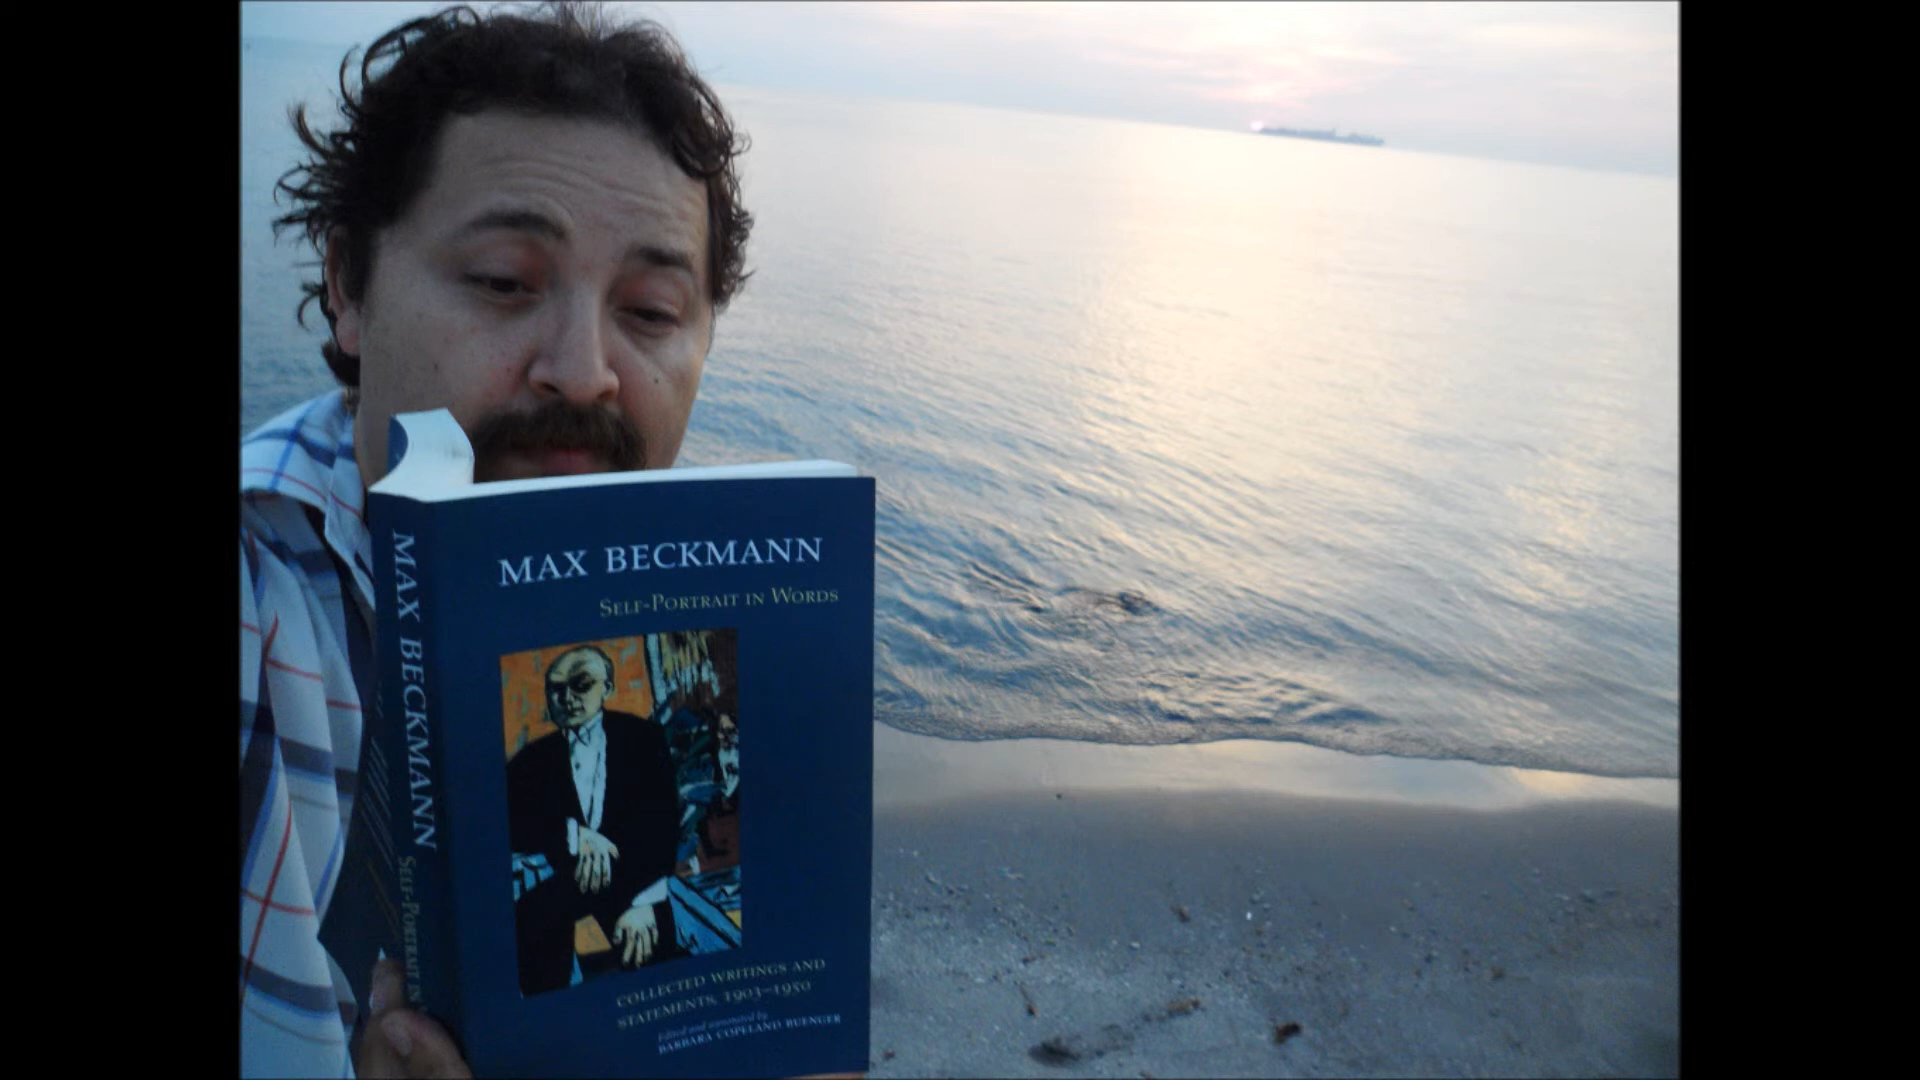 MAX BECKMANN
SELF-PORTRAIT IN WORDS
COLLECTED WRITINGS AND
STATEMENTS, 1903–1950
Edited and annotated by
BARBARA COPELAND BUENGER
MAX BECKMANN SELF-PORTRAIT IN